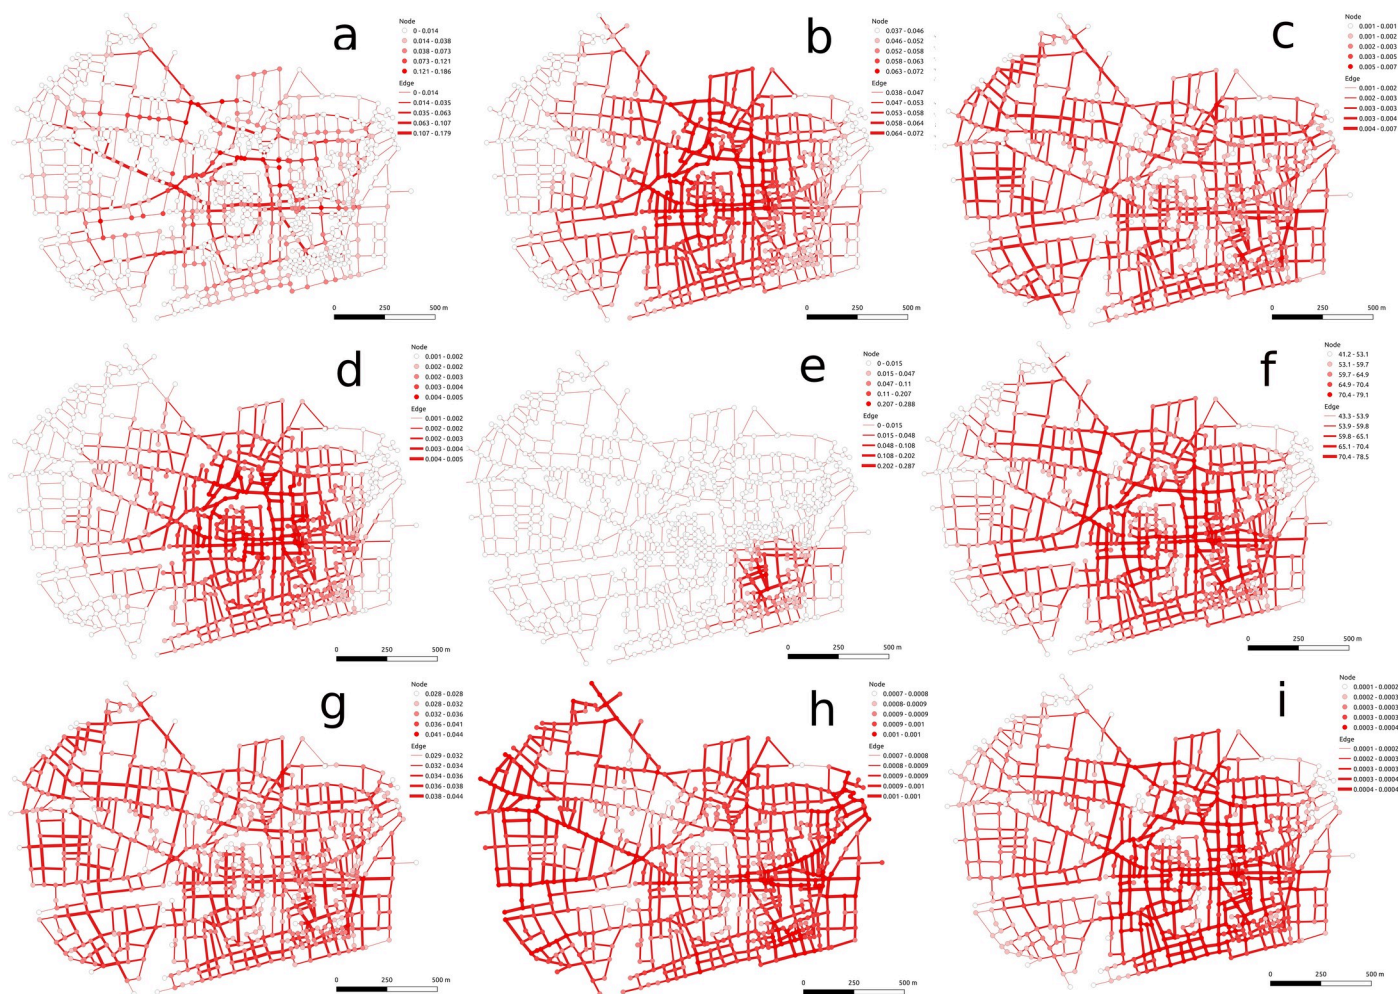 a
Node
0 - 0.014
0.014 - 0.038
0.038 - 0.073
0.073 - 0.121
0.121 - 0.186
Edge
0 - 0.014
0.014 - 0.035
0.035 - 0.063
0.063 - 0.107
0.107 - 0.179
0 250 500 m
b
Node
0.037 - 0.046
0.046 - 0.052
0.052 - 0.058
0.058 - 0.063
0.063 - 0.072
Edge
0.038 - 0.047
0.047 - 0.053
0.053 - 0.058
0.058 - 0.064
0.064 - 0.072
0 250 500 m
c
Node
0.001 - 0.001
0.001 - 0.002
0.002 - 0.003
0.003 - 0.005
0.005 - 0.007
Edge
0.001 - 0.002
0.002 - 0.003
0.003 - 0.003
0.003 - 0.004
0.004 - 0.007
0 250 500 m
d
Node
0.001 - 0.002
0.002 - 0.002
0.002 - 0.003
0.003 - 0.004
0.004 - 0.005
Edge
0.001 - 0.002
0.002 - 0.002
0.002 - 0.003
0.003 - 0.004
0.004 - 0.005
0 250 500 m
e
Node
0 - 0.015
0.015 - 0.047
0.047 - 0.11
0.11 - 0.207
0.207 - 0.288
Edge
0 - 0.015
0.015 - 0.048
0.048 - 0.108
0.108 - 0.202
0.202 - 0.287
0 250 500 m
f
Node
41.2 - 53.1
53.1 - 59.7
59.7 - 64.9
64.9 - 70.4
70.4 - 79.1
Edge
43.3 - 53.9
53.9 - 59.8
59.8 - 65.1
65.1 - 70.4
70.4 - 78.5
0 250 500 m
g
Node
0.028 - 0.028
0.028 - 0.032
0.032 - 0.036
0.036 - 0.041
0.041 - 0.044
Edge
0.029 - 0.032
0.032 - 0.034
0.034 - 0.036
0.036 - 0.038
0.038 - 0.044
0 250 500 m
h
Node
0.0007 - 0.0008
0.0008 - 0.0009
0.0009 - 0.0009
0.0009 - 0.001
0.001 - 0.001
Edge
0.0007 - 0.0008
0.0008 - 0.0009
0.0009 - 0.0009
0.0009 - 0.001
0.001 - 0.001
0 250 500 m
i
Node
0.0001 - 0.0002
0.0002 - 0.0003
0.0003 - 0.0003
0.0003 - 0.0003
0.0003 - 0.0004
Edge
0.0001 - 0.0002
0.0002 - 0.0003
0.0003 - 0.0003
0.0003 - 0.0004
0.0004 - 0.0004
0 250 500 m